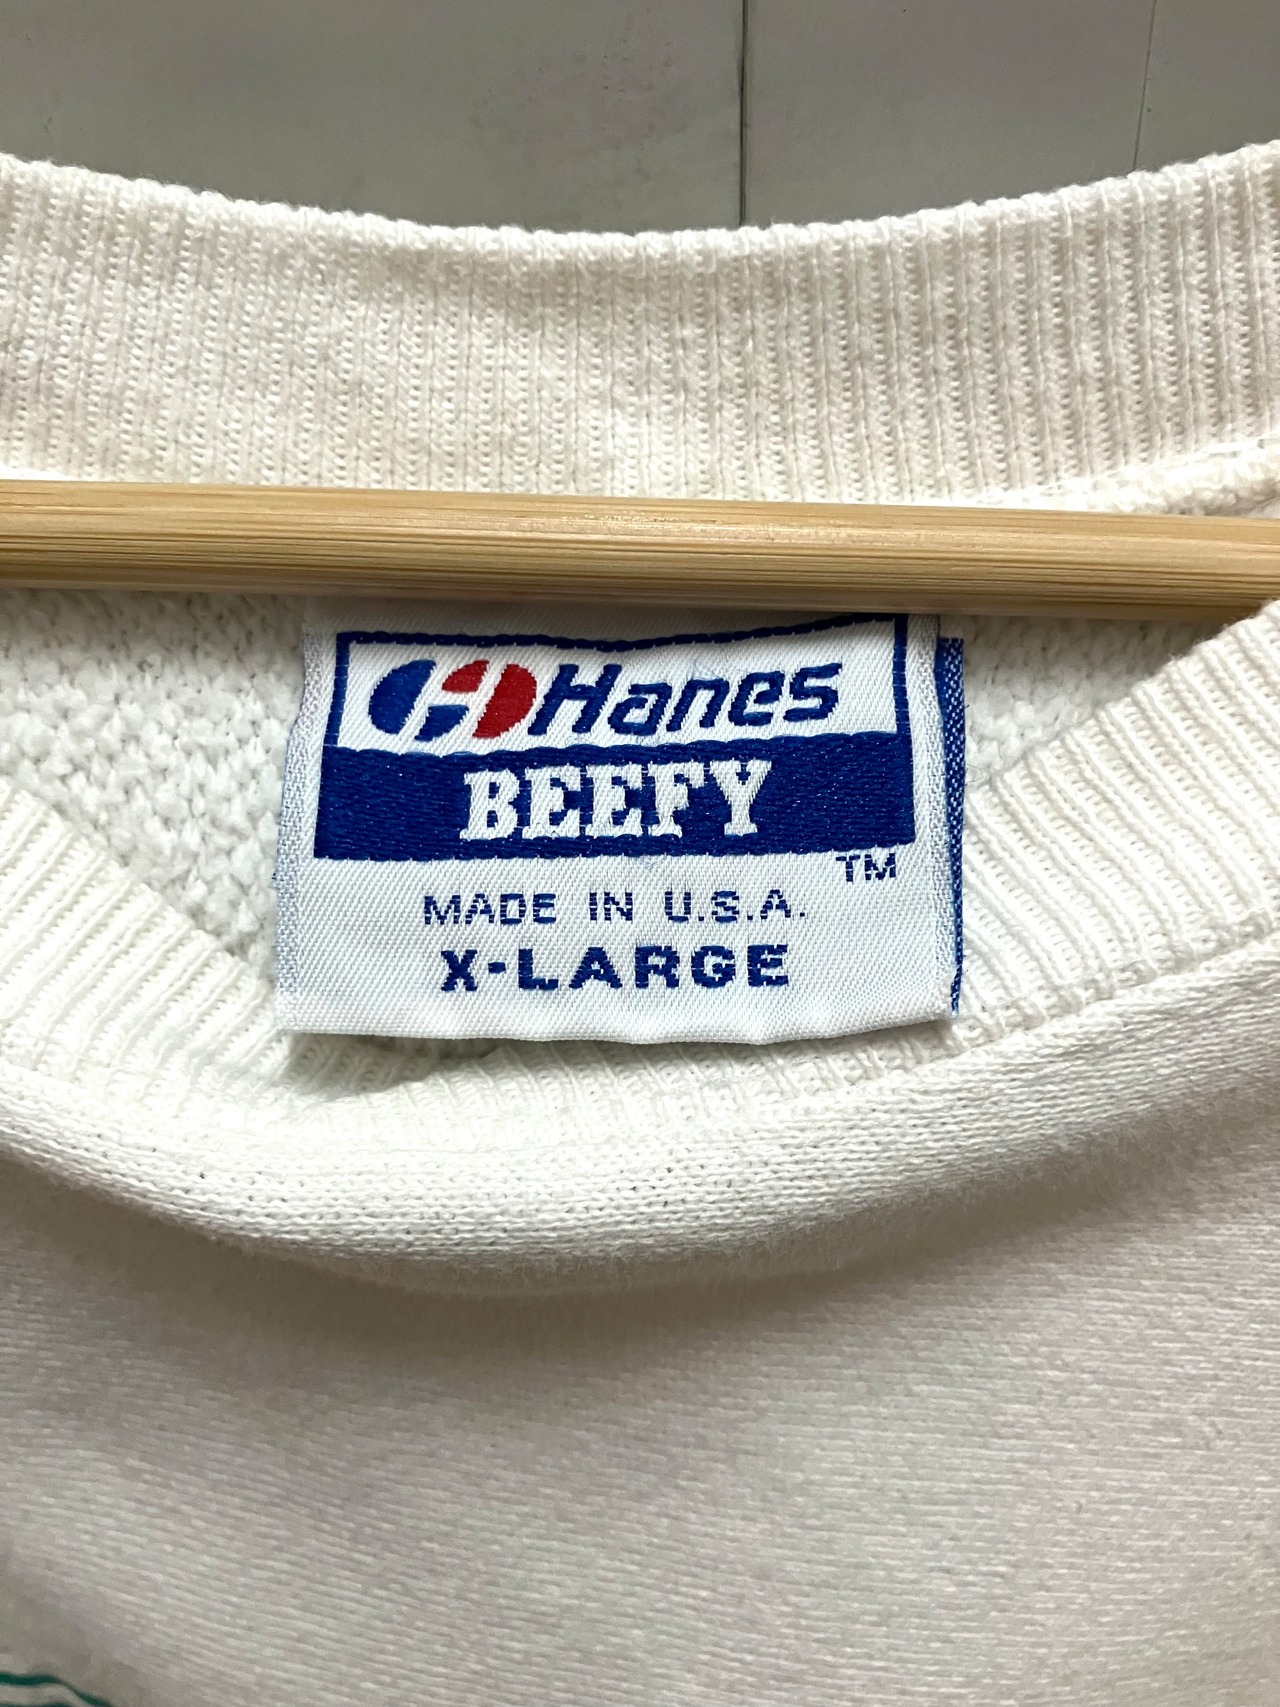 Hanes
BEEFY
TM
MADE IN U.S.A.
X-LARGE